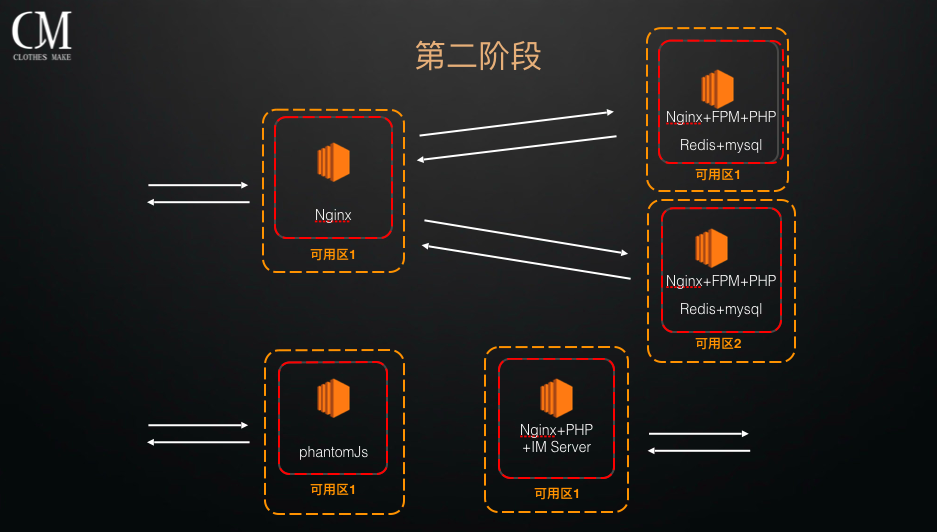 CM
CLOTHES MAKE
第二阶段
Nginx
可用区1
Nginx+FPM+PHP
Redis+mysql
可用区1
Nginx+FPM+PHP
Redis+mysql
可用区2
phantomJs
可用区1
Nginx+PHP
+IM Server
可用区1